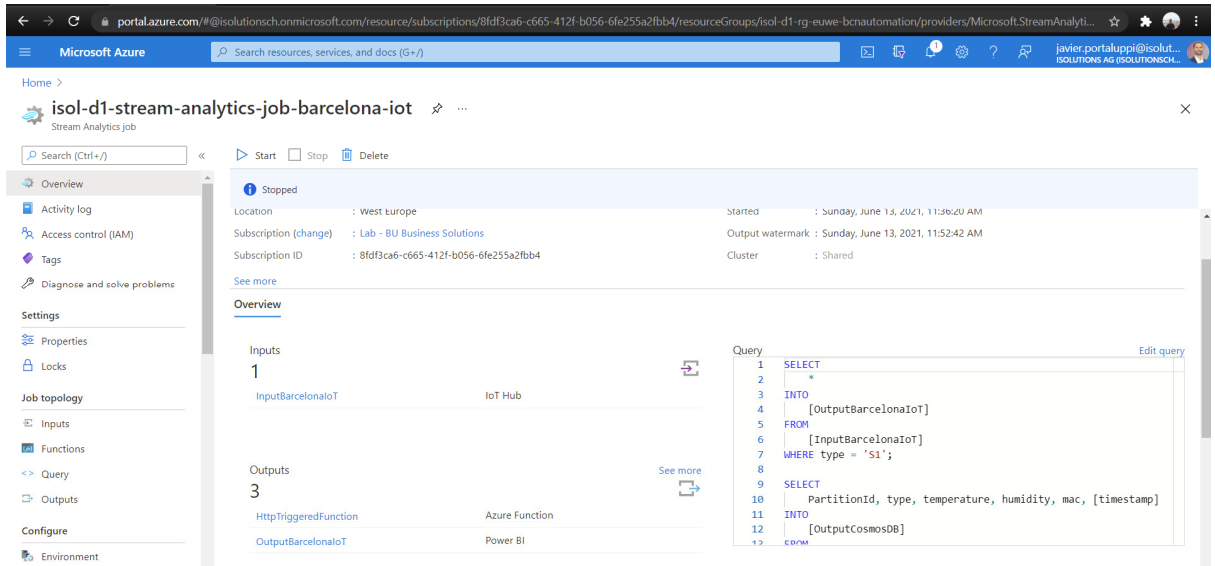 portal.azure.com/#@isolutionsch.onmicrosoft.com/resource/subscriptions/8fdf3ca6-c665-412f-b056-6fe255a2fbb4/resourceGroups/isol-d1-rg-euwe-bcnautomation/providers/Microsoft.StreamAnalyti...
Microsoft Azure
Search resources, services, and docs (G+/)
1
javier.portaluppi@isolut...
ISOLUTIONS AG (ISOLUTIONSCH...
Home >
isol-d1-stream-analytics-job-barcelona-iot
Stream Analytics job
Search (Ctrl+/)
Start Stop Delete
Stopped
Overview
Activity log
Access control (IAM)
Tags
Diagnose and solve problems
Settings
Properties
Locks
Job topology
Inputs
Functions
Query
Outputs
Configure
Environment
Location : West Europe
Subscription (change) : Lab - BU Business Solutions
Subscription ID : 8fdf3ca6-c665-412f-b056-6fe255a2fbb4
See more
Started : Sunday, June 13, 2021, 11:36:20 AM
Output watermark : Sunday, June 13, 2021, 11:52:42 AM
Cluster : Shared
Overview
Inputs
1
InputBarcelonaIoT IoT Hub
Outputs See more
3
HttpTriggeredFunction Azure Function
OutputBarcelonaIoT Power BI
Query Edit query
1 SELECT
2 *
3 INTO
4 [OutputBarcelonaIoT]
5 FROM
6 [InputBarcelonaIoT]
7 WHERE type = 'S1';
8
9 SELECT
10 PartitionId, type, temperature, humidity, mac, [timestamp]
11 INTO
12 [OutputCosmosDB]
13 FROM